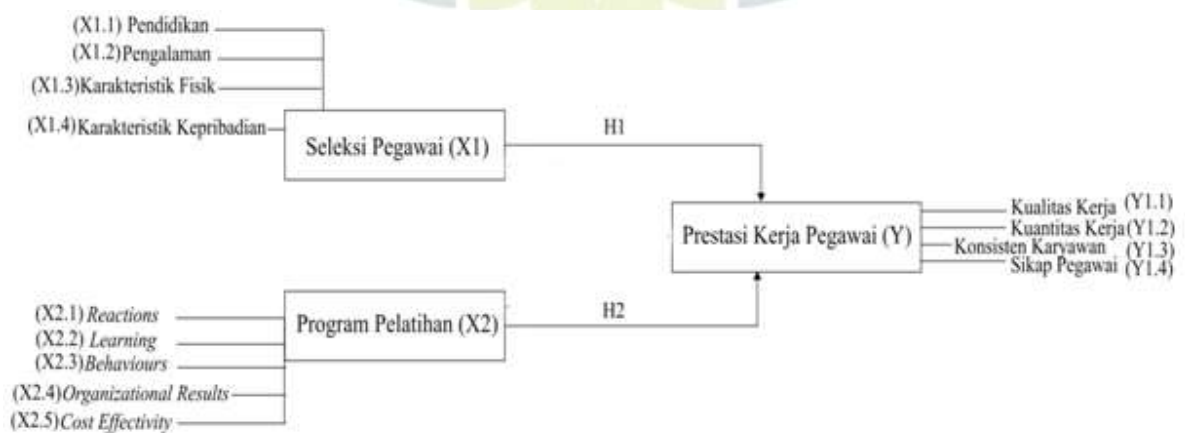 (X1.1) Pendidikan
(X1.2)Pengalaman
(X1.3)Karakteristik Fisik
(X1.4)Karakteristik Kepribadian
Seleksi Pegawai (X1)
H1
Prestasi Kerja Pegawai (Y)
Kualitas Kerja (Y1.1)
Kuantitas Kerja(Y1.2)
Konsisten Karyawan (Y1.3)
Sikap Pegawai (Y1.4)
(X2.1) Reactions
(X2.2) Learning
(X2.3) Behaviours
(X2.4)Organizational Results
(X2.5)Cost Effectivity
Program Pelatihan (X2)
H2